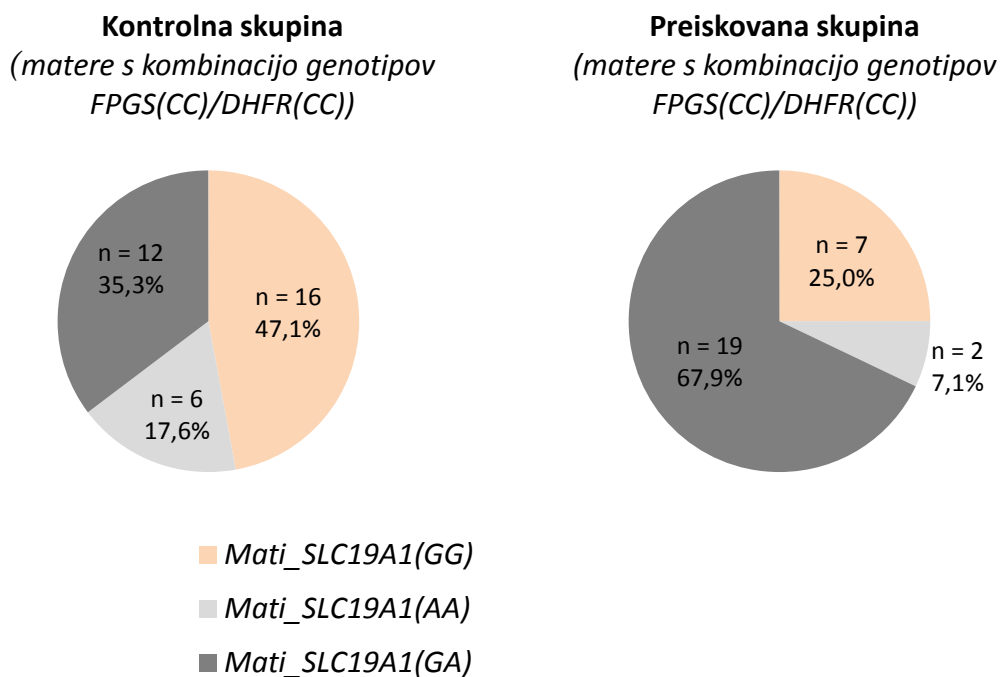 Kontrolna skupina
(matere s kombinacijo genotipov
FPGS(CC)/DHFR(CC))
n = 12
35,3%
n = 16
47,1%
n = 6
17,6%
Preiskovana skupina
(matere s kombinacijo genotipov
FPGS(CC)/DHFR(CC))
n = 7
25,0%
n = 19
67,9%
n = 2
7,1%
Mati_SLC19A1(GG)
Mati_SLC19A1(AA)
Mati_SLC19A1(GA)